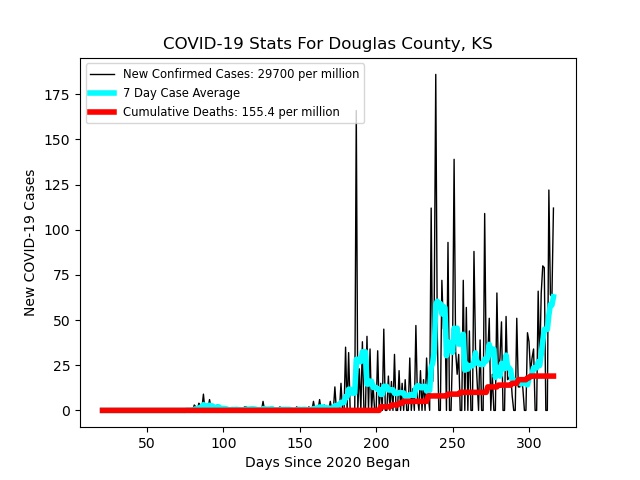 COVID-19 Stats For Douglas County, KS
New Confirmed Cases: 29700 per million
7 Day Case Average
Cumulative Deaths: 155.4 per million
New COVID-19 Cases
175
150
125
100
75
50
25
0
50 100 150 200 250 300
Days Since 2020 Began